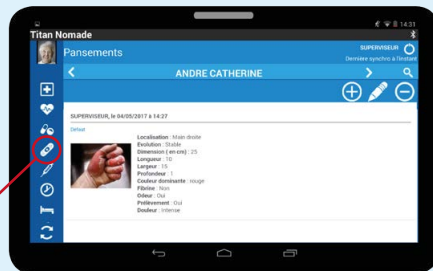 14:31
Titan Nomade
Pansements
SUPERVISEUR
Dernière synchro à l'instant
ANDRE CATHERINE
SUPERVISEUR, le 04/05/2017 à 14:27
Défaut
Localisation : Main droite
Evolution : Stable
Dimension ( en cm) : 25
Longueur : 10
Largeur : 15
Profondeur : 1
Couleur dominante : rouge
Fibrine : Non
Odeur : Oui
Prélèvement : Oui
Douleur : Intense